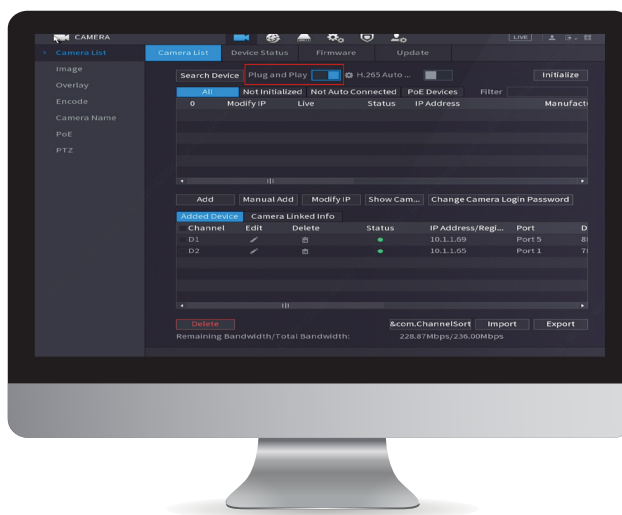 CAMERA LIVE
Camera List Camera List Device Status Firmware Update
Image
Overlay
Encode
Camera Name
PoE
PTZ
Search Device Plug and Play H.265 Auto ... Initialize
All Not Initialized Not Auto Connected PoE Devices Filter
0 Modify IP Live Status IP Address Manufactu
Add Manual Add Modify IP Show Cam... Change Camera Login Password
Added Device Camera Linked Info
Channel Edit Delete Status IP Address/Regi... Port D
D1 10.1.1.69 Port 5
D2 10.1.1.65 Port 1
Delete &com.ChannelSort Import Export
Remaining Bandwidth/Total Bandwidth: 228.87Mbps/236.00Mbps